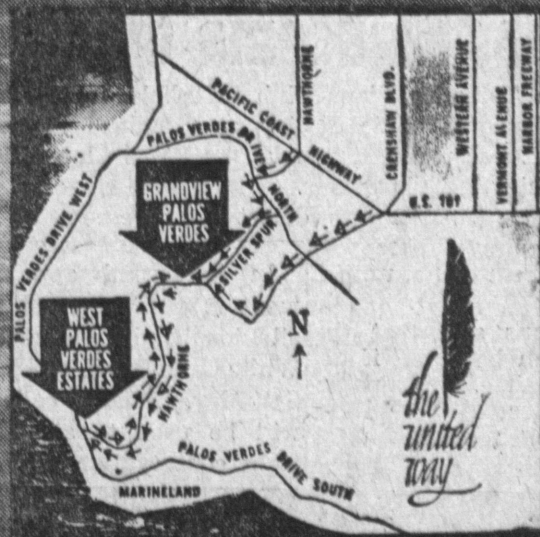 HAWTHORNE
CRENSHAW BLVD.
WESTERN AVENUE
VERMONT AVENUE
HARBOR FREEWAY
PACIFIC COAST HIGHWAY
PALOS VERDES DRIVE NORTH
U.S. 101
PALOS VERDES DRIVE WEST
GRANDVIEW
PALOS
VERDES
SILVER SPUR
WEST
PALOS
VERDES
ESTATES
N
HAWTHORNE
the
united
way
PALOS VERDES DRIVE SOUTH
MARINELAND